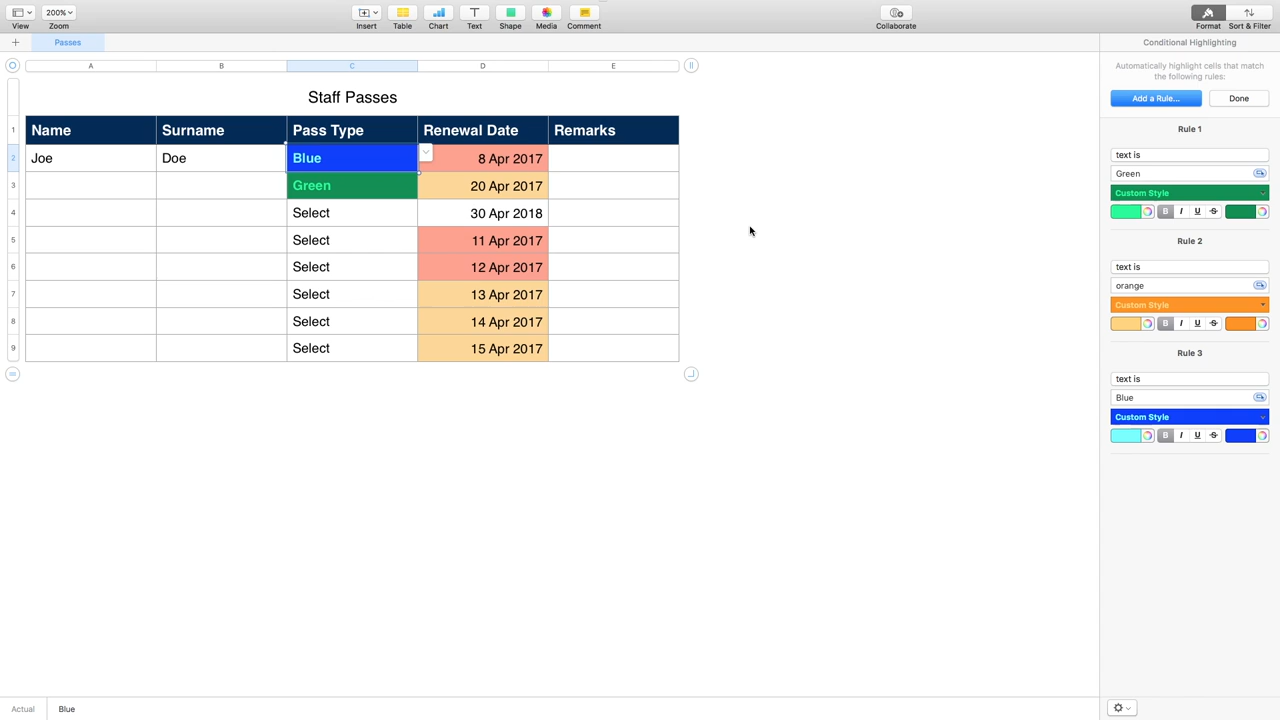 200%
View
Zoom
Insert
Table
Chart
Text
Shape
Media
Comment
Collaborate
Format
Sort & Filter
Passes
Conditional Highlighting
Automatically highlight cells that match
the following rules:
Add a Rule...
Done
A B C D E
Staff Passes
1 Name Surname Pass Type Renewal Date Remarks
2 Joe Doe Blue 8 Apr 2017
3 Green 20 Apr 2017
4 Select 30 Apr 2018
5 Select 11 Apr 2017
6 Select 12 Apr 2017
7 Select 13 Apr 2017
8 Select 14 Apr 2017
9 Select 15 Apr 2017
Rule 1
text is
Green
Custom Style
B I U S
Rule 2
text is
orange
Custom Style
B I U S
Rule 3
text is
Blue
Custom Style
B I U S
Actual Blue